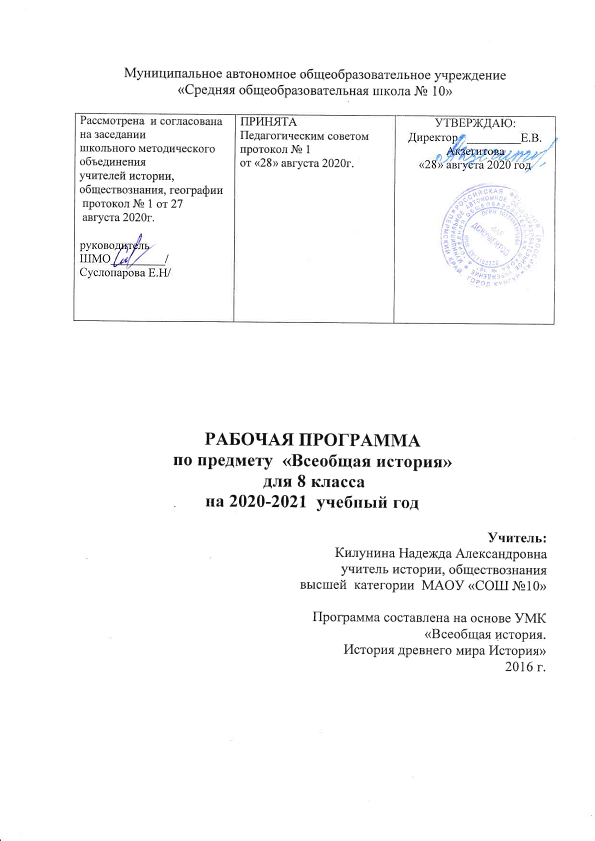 Муниципальное автономное общеобразовательное учреждение
«Средняя общеобразовательная школа № 10»
Рассмотрена и согласована
на заседании
школьного методического
объединения
учителей истории,
обществознания, географии
протокол № 1 от 27
августа 2020г.
руководитель
ШМО_________/
Суслопарова Е.Н/
ПРИНЯТА
Педагогическим советом
протокол № 1
от «28» августа 2020г.
УТВЕРЖДАЮ:
Директор_________Е.В.
Акзегитова
«28» августа 2020 год
РАБОЧАЯ ПРОГРАММА
по предмету «Всеобщая история»
для 8 класса
на 2020-2021 учебный год
Учитель:
Килунина Надежда Александровна
учитель истории, обществознания
высшей категории МАОУ «СОШ №10»
Программа составлена на основе УМК
«Всеобщая история.
История древнего мира История»
2016 г.